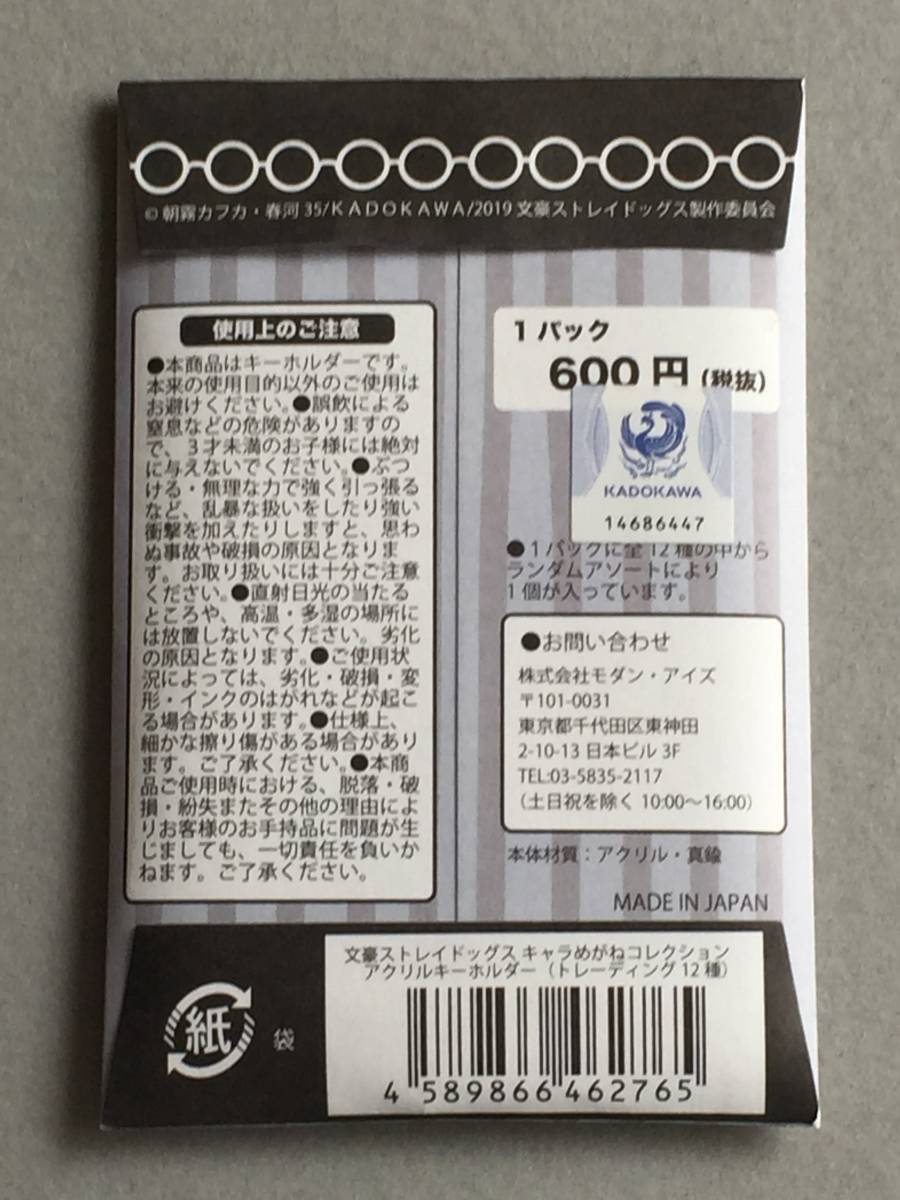 © 朝霧カフカ・春河35/KADOKAWA/2019 文豪ストレイドッグス製作委員会
使用上のご注意
●本商品はキーホルダーです。
本来の使用目的以外のご使用は
お避けください。●誤飲による
窒息などの危険がありますの
で、3才未満のお子様には絶対
に与えないでください。●ぶつ
ける・無理な力で強く引っ張る
など、乱暴な扱いをしたり強い
衝撃を加えたりしますと、思わ
ぬ事故や破損の原因となりま
す。お取り扱いには十分ご注意
ください。●直射日光の当たる
ところや、高温・多湿の場所に
は放置しないでください。劣化
の原因となります。●ご使用状
況によっては、劣化・破損・変
形・インクのはがれなどが起こ
る場合があります。●仕様上、
細かな擦り傷がある場合があり
ます。ご了承ください。●本商
品ご使用時における、脱落・破
損・紛失またその他の理由によ
りお客様のお手持品に問題が生
じましても、一切責任を負いか
ねます。ご了承ください。
1パック
600円(税抜)
KADOKAWA
14686447
●1パックに全12種の中から
ランダムアソートにより
1個が入っています。
●お問い合わせ
株式会社モダン・アイズ
〒101-0031
東京都千代田区東神田
2-10-13 日本ビル 3F
TEL:03-5835-2117
(土日祝を除く 10:00〜16:00)
本体材質：アクリル・真鍮
MADE IN JAPAN
文豪ストレイドッグス キャラめがねコレクション
アクリルキーホルダー（トレーディング12種）
紙
袋
4 589866 462765